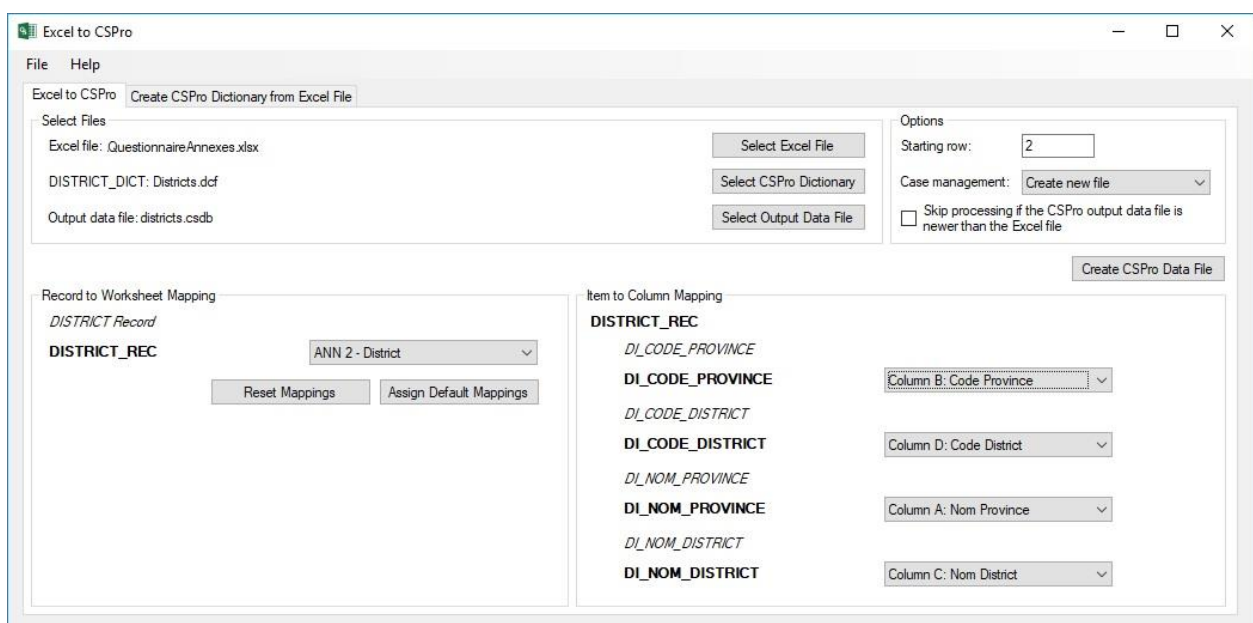 Excel to CSPro
File Help
Excel to CSPro Create CSPro Dictionary from Excel File
Select Files
Excel file: QuestionnaireAnnexes.xlsx Select Excel File
DISTRICT_DICT: Districts.dcf Select CSPro Dictionary
Output data file: districts.csdb Select Output Data File
Options
Starting row: 2
Case management: Create new file
Skip processing if the CSPro output data file is
newer than the Excel file
Create CSPro Data File
Record to Worksheet Mapping
DISTRICT Record
DISTRICT_REC ANN 2 - District
Reset Mappings Assign Default Mappings
Item to Column Mapping
DISTRICT_REC
DI_CODE_PROVINCE
DI_CODE_PROVINCE Column B: Code Province
DI_CODE_DISTRICT
DI_CODE_DISTRICT Column D: Code District
DI_NOM_PROVINCE
DI_NOM_PROVINCE Column A: Nom Province
DI_NOM_DISTRICT
DI_NOM_DISTRICT Column C: Nom District